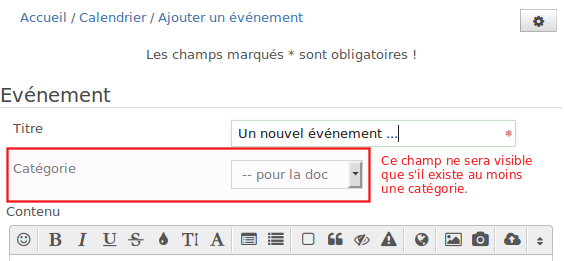 Accueil / Calendrier / Ajouter un événement
Les champs marqués * sont obligatoires !
Evénement
Titre
Un nouvel événement ...
*
Catégorie
-- pour la doc
Ce champ ne sera visible
que s'il existe au moins
une catégorie.
Contenu
B I U S T A